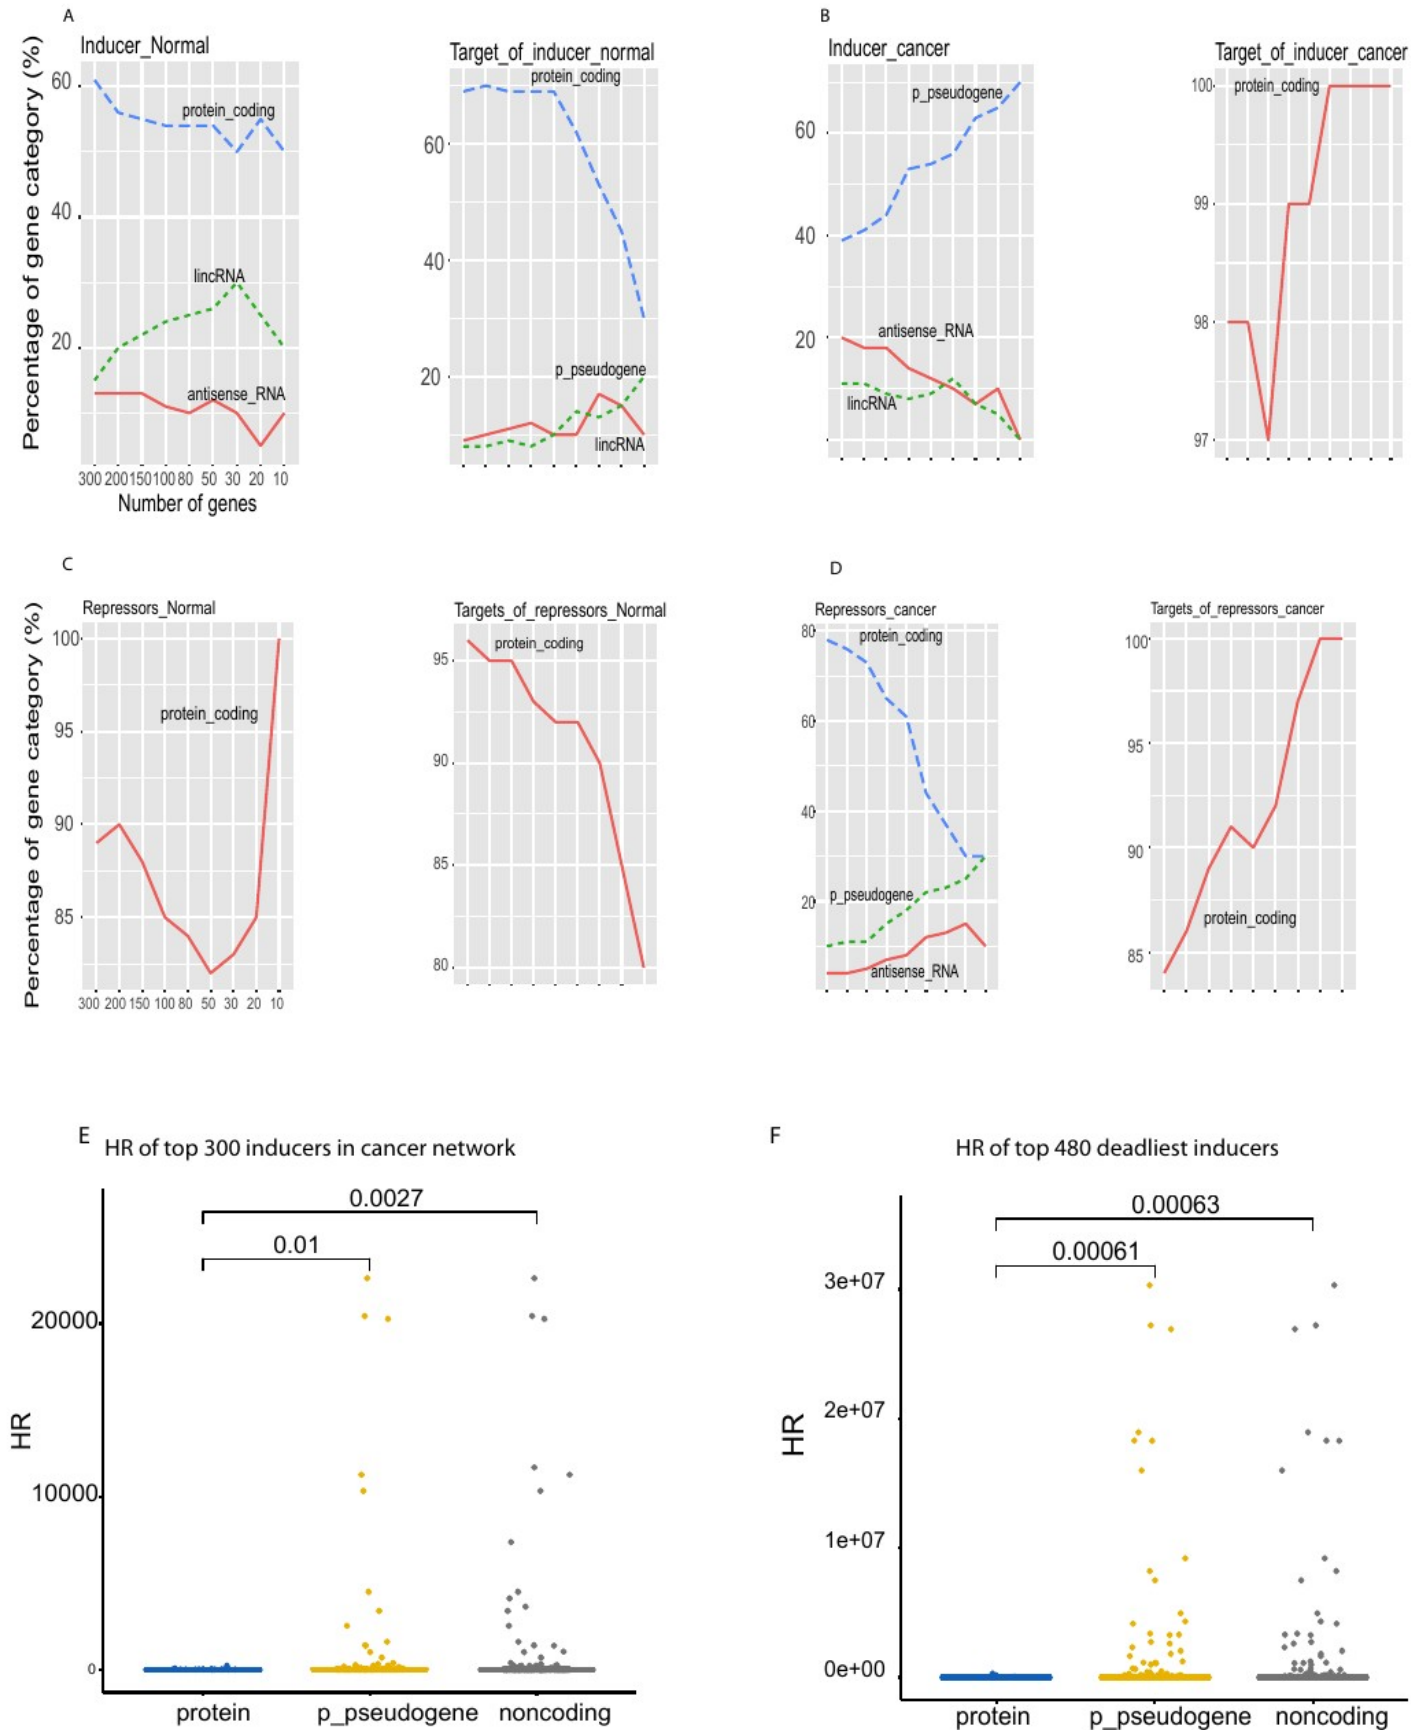 A
B
Percentage of gene category (%)
Inducer_Normal
60
40
20
protein_coding
lincRNA
antisense_RNA
300 200 150 100 80 50 30 20 10
Number of genes
Target_of_inducer_normal
protein_coding
60
40
20
p_pseudogene
lincRNA
Inducer_cancer
p_pseudogene
60
40
20
antisense_RNA
lincRNA
Target_of_inducer_cancer
100
protein_coding
99
98
97
C
D
Percentage of gene category (%)
Repressors_Normal
100
95
90
85
protein_coding
300 200 150 100 80 50 30 20 10
Targets_of_repressors_Normal
protein_coding
95
90
85
80
Repressors_cancer
80
protein_coding
60
40
p_pseudogene
20
antisense_RNA
Targets_of_repressors_cancer
100
95
90
protein_coding
85
E
HR of top 300 inducers in cancer network
0.0027
0.01
20000
HR
10000
0
protein p_pseudogene noncoding
F
HR of top 480 deadliest inducers
0.00063
0.00061
3e+07
2e+07
HR
1e+07
0e+00
protein p_pseudogene noncoding